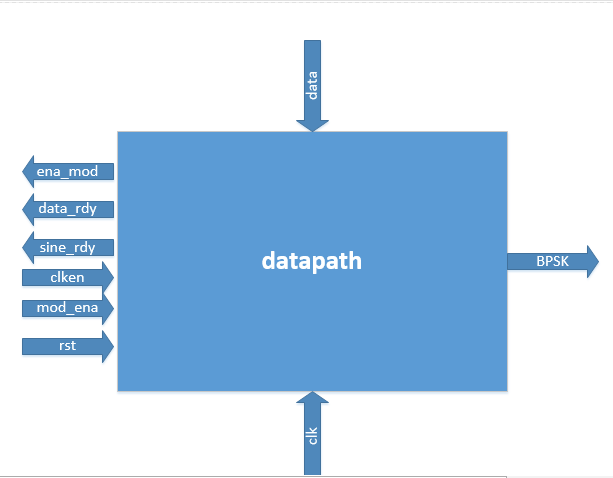 data
ena_mod
data_rdy
sine_rdy
clken
mod_ena
rst
datapath
BPSK
clk